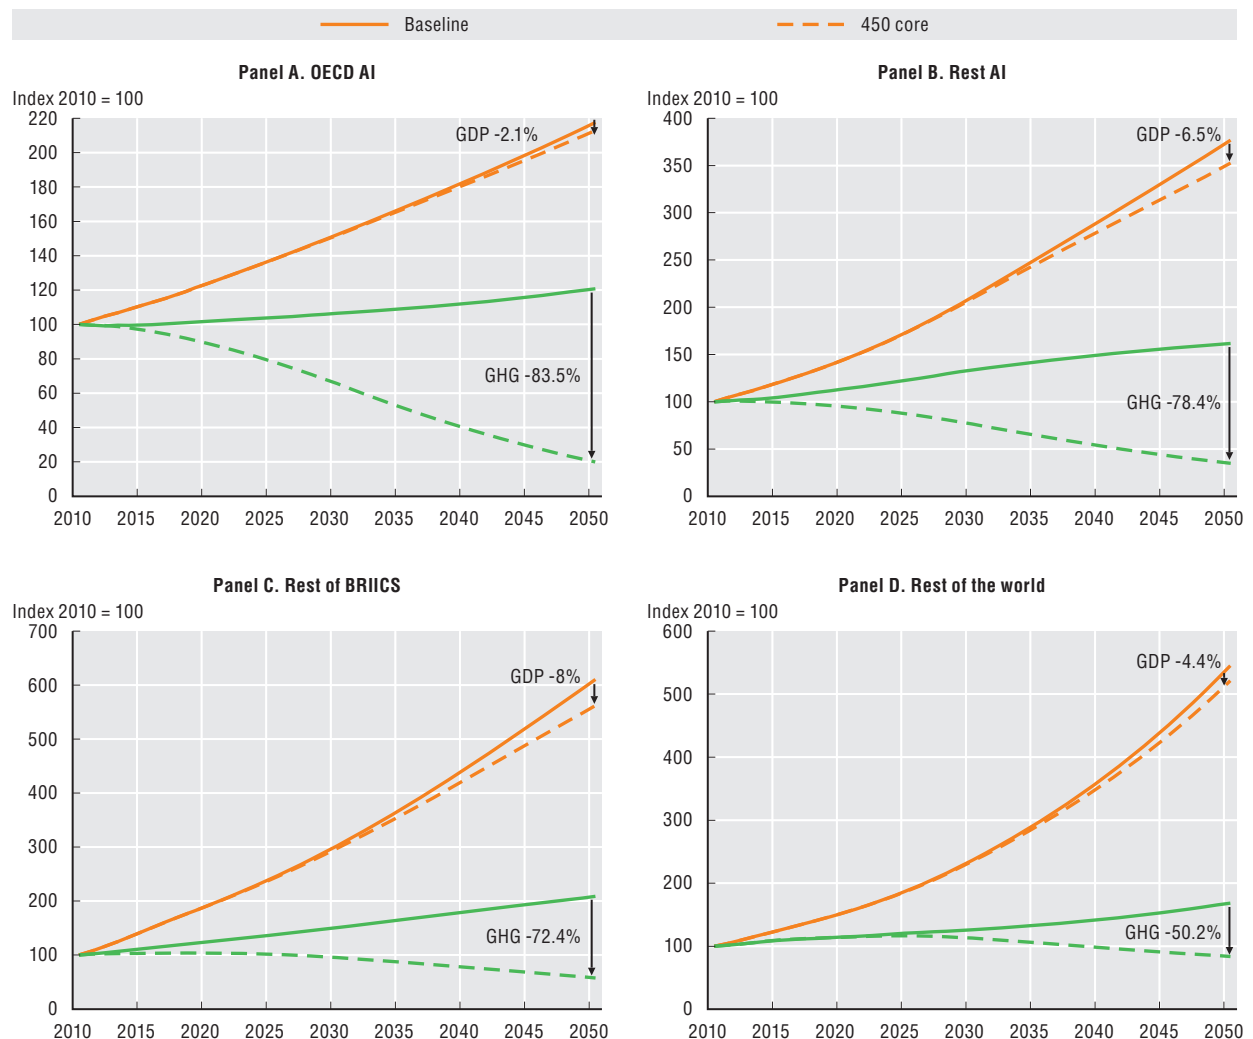 Baseline
450 core
Panel A. OECD AI
Index 2010 = 100
220
200
180
160
140
120
100
80
60
40
20
0
GDP -2.1%
GHG -83.5%
2010 2015 2020 2025 2030 2035 2040 2045 2050
Panel B. Rest AI
Index 2010 = 100
400
350
300
250
200
150
100
50
0
GDP -6.5%
GHG -78.4%
2010 2015 2020 2025 2030 2035 2040 2045 2050
Panel C. Rest of BRIICS
Index 2010 = 100
700
600
500
400
300
200
100
0
GDP -8%
GHG -72.4%
2010 2015 2020 2025 2030 2035 2040 2045 2050
Panel D. Rest of the world
Index 2010 = 100
600
500
400
300
200
100
0
GDP -4.4%
GHG -50.2%
2010 2015 2020 2025 2030 2035 2040 2045 2050